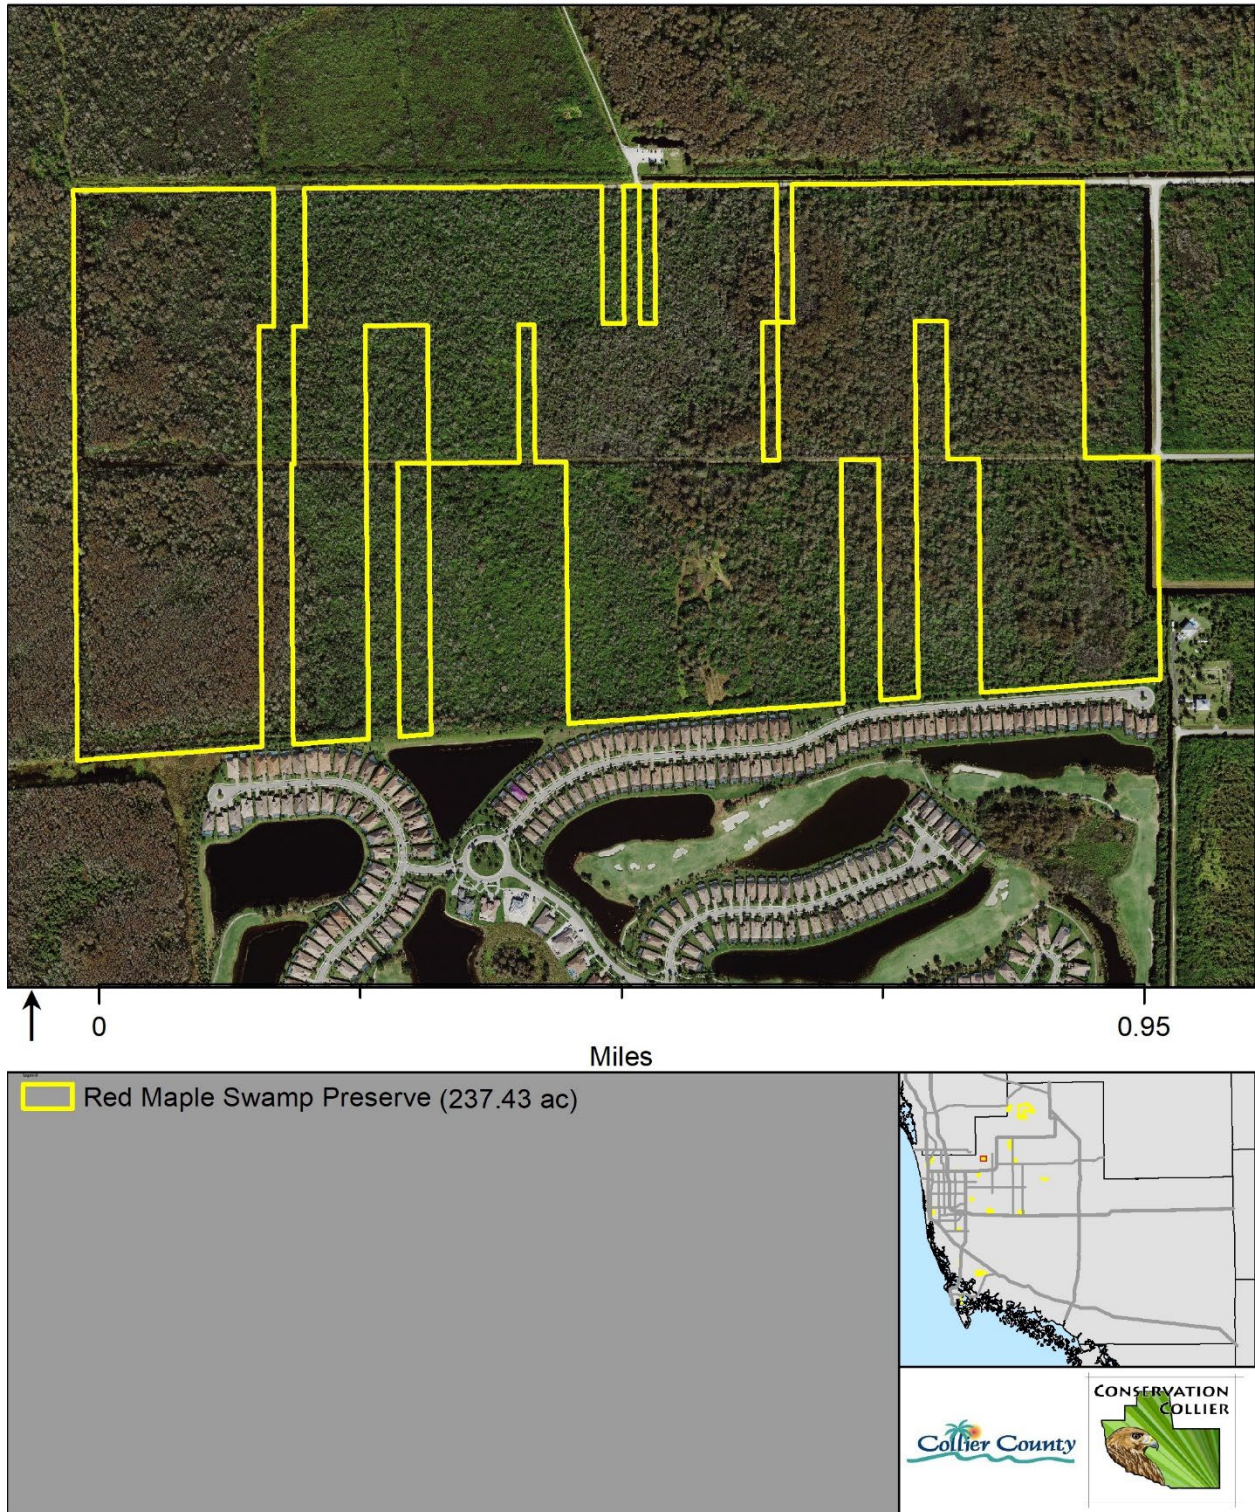 0
0.95
Miles
Red Maple Swamp Preserve (237.43 ac)
CONSERVATION
COLLIER
Collier County